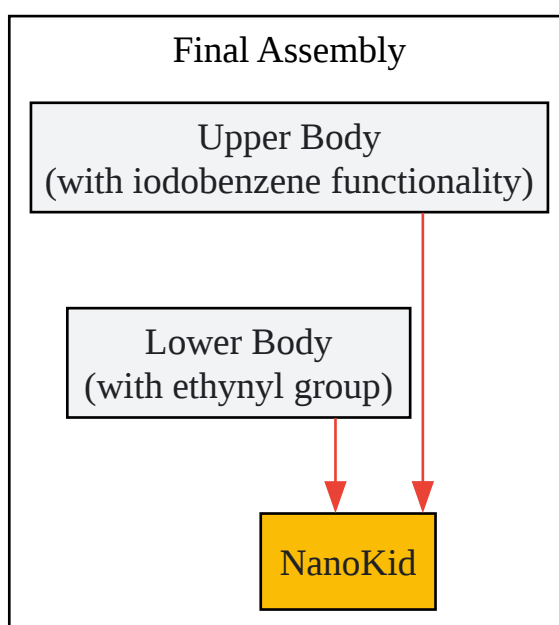 Final Assembly
Upper Body
(with iodobenzene functionality)
Lower Body
(with ethynyl group)
NanoKid